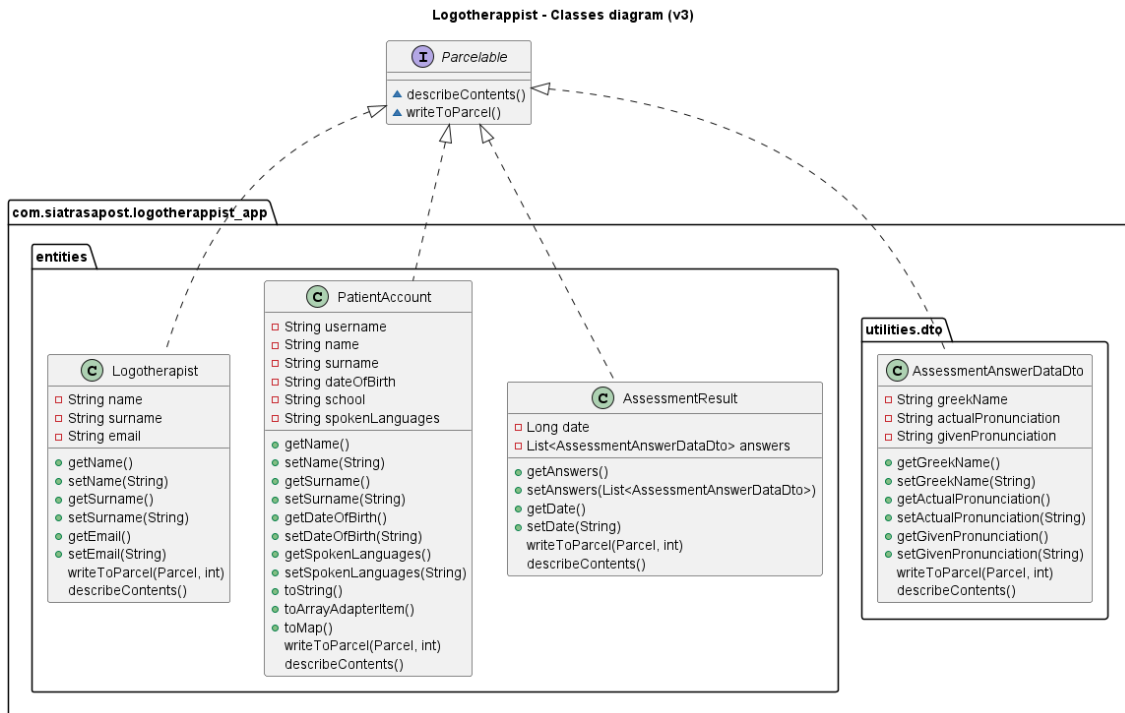 Logotherappist - Classes diagram (v3)
I
Parcelable
describeContents()
writeToParcel()
com.siatrasapost.logotherappist_app
entities
C
Logotherapist
String name
String surname
String email
getName()
setName(String)
getSurname()
setSurname(String)
getEmail()
setEmail(String)
writeToParcel(Parcel, int)
describeContents()
C
PatientAccount
String username
String name
String surname
String dateOfBirth
String school
String spokenLanguages
getName()
setName(String)
getSurname()
setSurname(String)
getDateOfBirth()
setDateOfBirth(String)
getSpokenLanguages()
setSpokenLanguages(String)
toString()
toArrayAdapterItem()
toMap()
writeToParcel(Parcel, int)
describeContents()
C
AssessmentResult
Long date
List<AssessmentAnswerDataDto> answers
getAnswers()
setAnswers(List<AssessmentAnswerDataDto>)
getDate()
setDate(String)
writeToParcel(Parcel, int)
describeContents()
utilities.dto
C
AssessmentAnswerDataDto
String greekName
String actualPronunciation
String givenPronunciation
getGreekName()
setGreekName(String)
getActualPronunciation()
setActualPronunciation(String)
getGivenPronunciation()
setGivenPronunciation(String)
writeToParcel(Parcel, int)
describeContents()